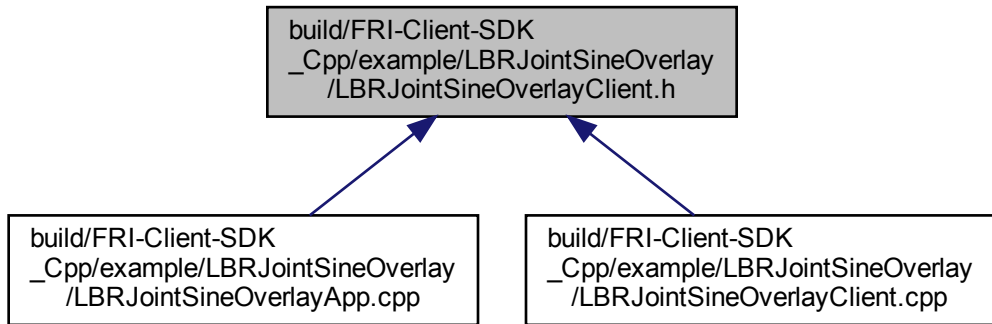 build/FRI-Client-SDK
_Cpp/example/LBRJointSineOverlay
/LBRJointSineOverlayClient.h
build/FRI-Client-SDK
_Cpp/example/LBRJointSineOverlay
/LBRJointSineOverlayApp.cpp
build/FRI-Client-SDK
_Cpp/example/LBRJointSineOverlay
/LBRJointSineOverlayClient.cpp